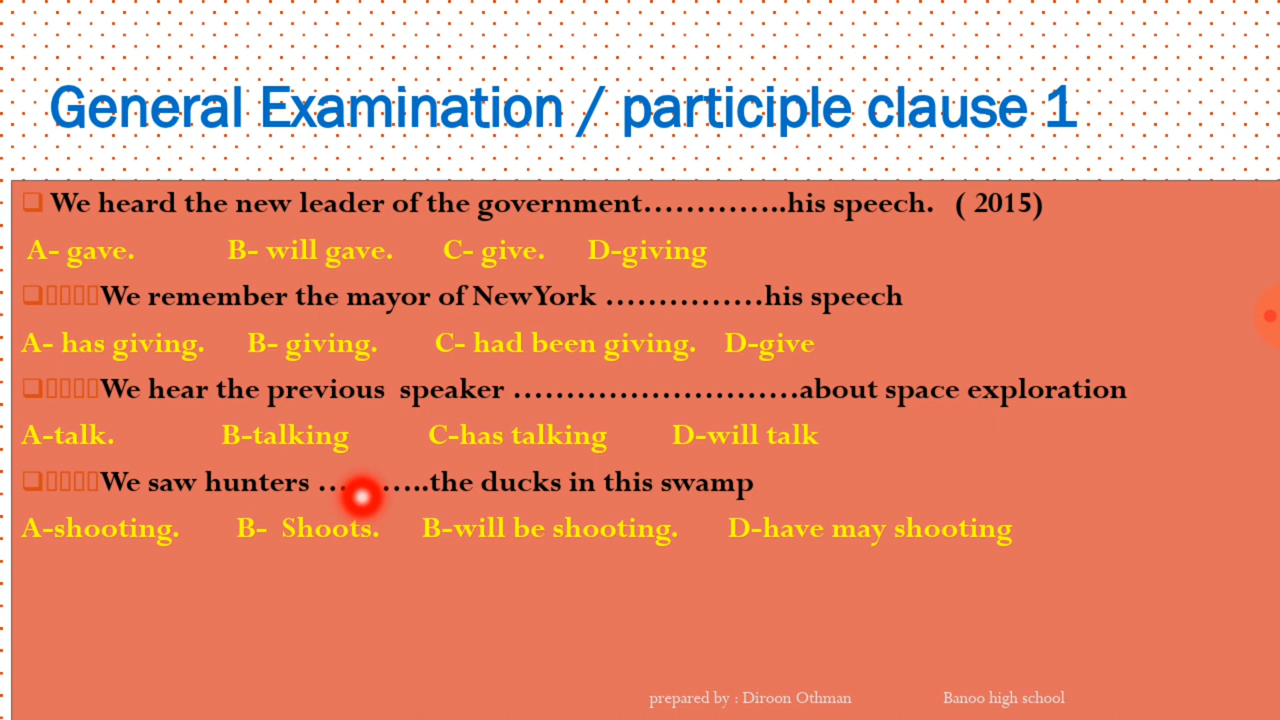 General Examination / participle clause 1
We heard the new leader of the government…………..his speech. ( 2015)
A- gave. B- will gave. C- give. D-giving
We remember the mayor of NewYork ……………his speech
A- has giving. B- giving. C- had been giving. D-give
We hear the previous speaker ………………………about space exploration
A-talk. B-talking C-has talking D-will talk
We saw hunters ………..the ducks in this swamp
A-shooting. B- Shoots. B-will be shooting. D-have may shooting
prepared by : Diroon Othman Banoo high school